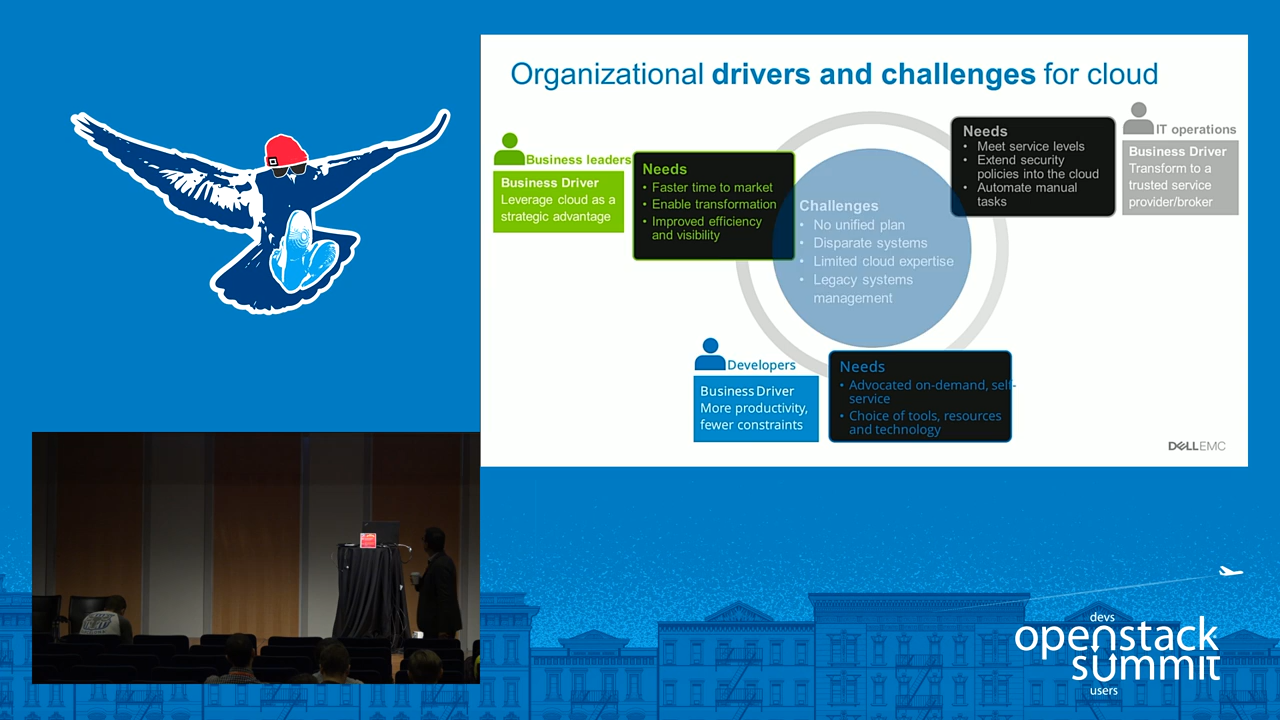 Organizational drivers and challenges for cloud
Business leaders
Business Driver
Leverage cloud as a
strategic advantage
Needs
• Faster time to market
• Enable transformation
• Improved efficiency
and visibility
Challenges
• No unified plan
• Disparate systems
• Limited cloud expertise
• Legacy systems
management
Needs
• Meet service levels
• Extend security
policies into the cloud
• Automate manual
tasks
IT operations
Business Driver
Transform to a
trusted service
provider/broker
Developers
Business Driver
More productivity,
fewer constraints
Needs
• Advocated on-demand, self-
service
• Choice of tools, resources
and technology
DELLEMC
devs
openstack
summit
users